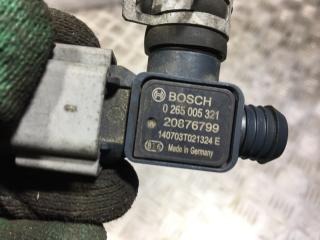 BOSCH
0 265 005 321
20876799
140703T021324 E
Made in Germany